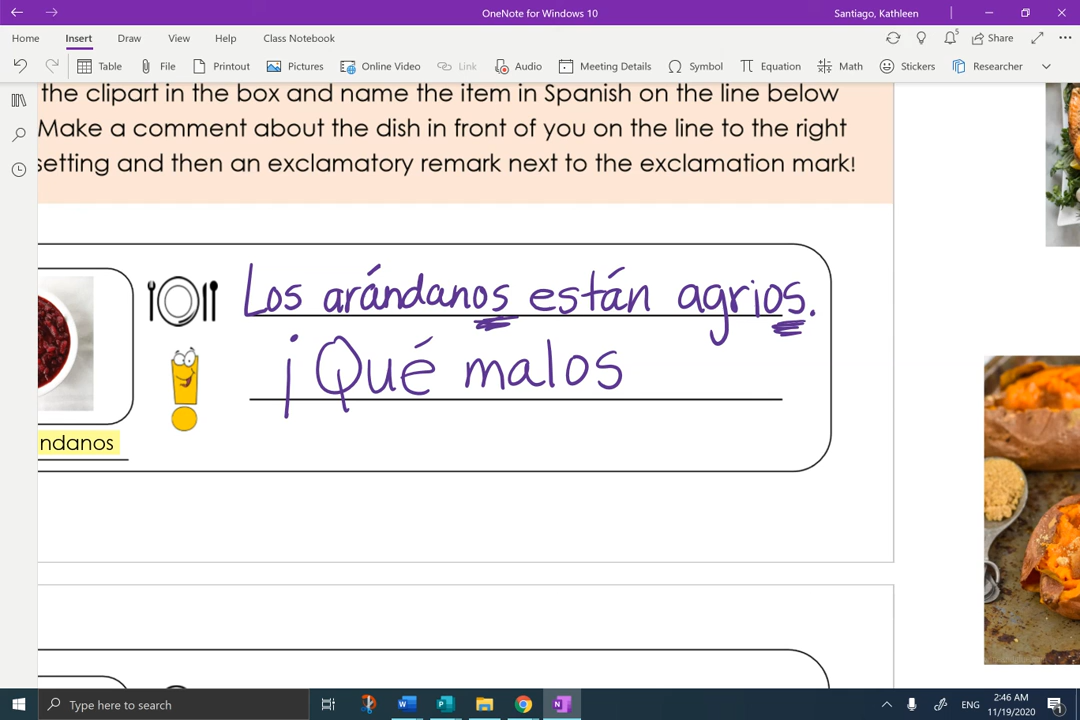 OneNote for Windows 10
Santiago, Kathleen
Home Insert Draw View Help Class Notebook
5
Share
Table File Printout Pictures Online Video Link Audio Meeting Details Symbol Equation Math Stickers Researcher
the clipart in the box and name the item in Spanish on the line below
Make a comment about the dish in front of you on the line to the right
setting and then an exclamatory remark next to the exclamation mark!
Los arándanos están agrios.
¡Qué malos
ndanos
Type here to search
ENG
2:46 AM
11/19/2020
1